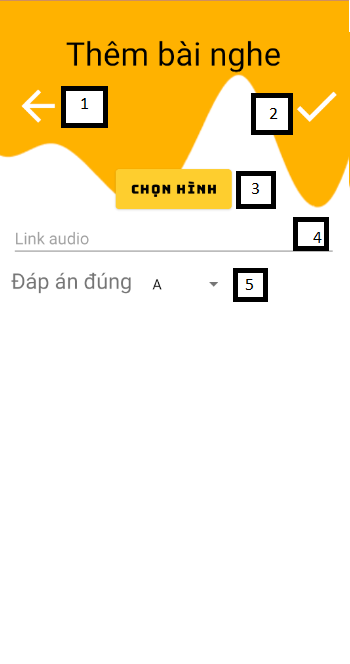 Thêm bài nghe
1
2
CHỌN HÌNH
3
Link audio
4
Đáp án đúng A
5